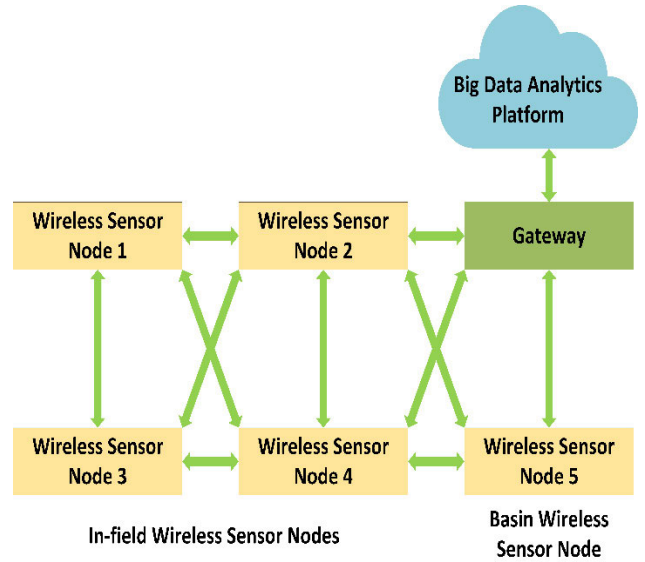 Big Data Analytics
Platform
Wireless Sensor
Node 1
Wireless Sensor
Node 2
Gateway
Wireless Sensor
Node 3
Wireless Sensor
Node 4
Wireless Sensor
Node 5
In-field Wireless Sensor Nodes
Basin Wireless
Sensor Node